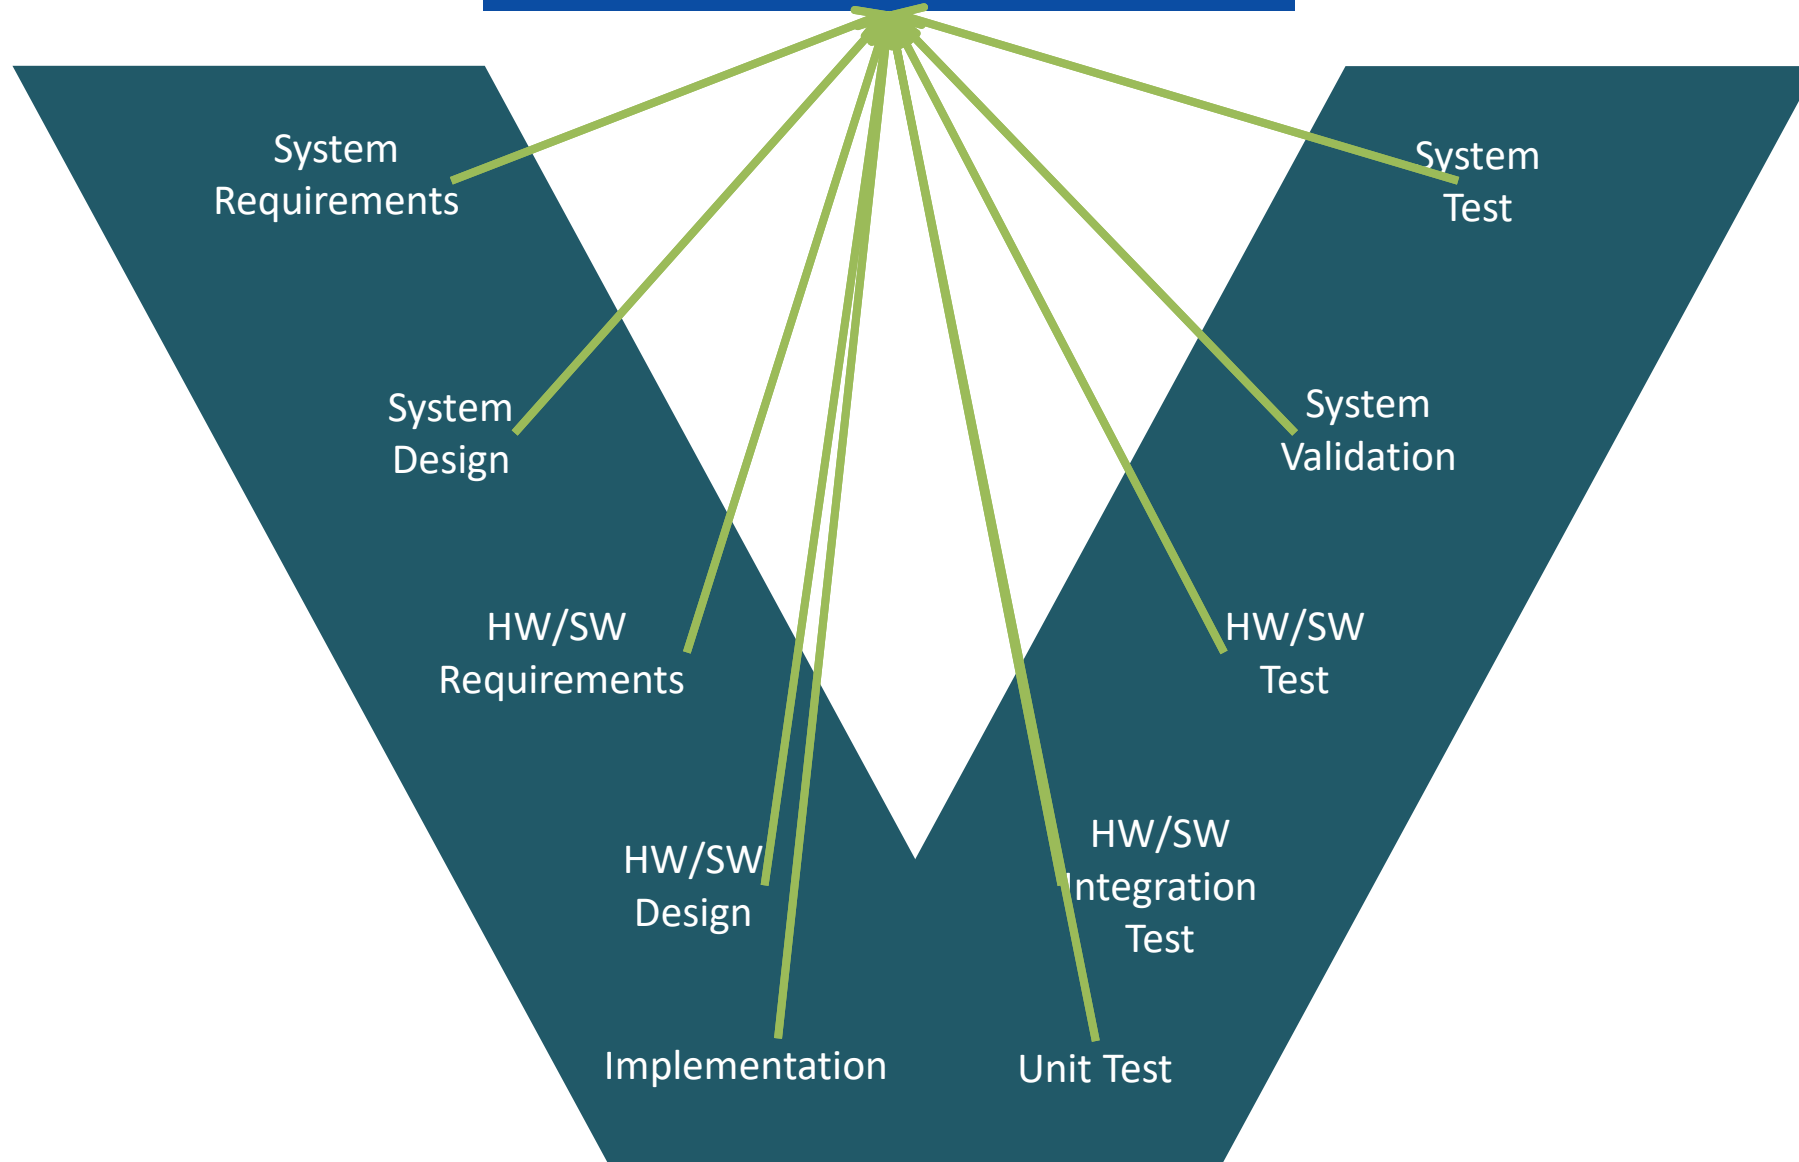 System
Requirements
System
Test
System
Design
System
Validation
HW/SW
Requirements
HW/SW
Test
HW/SW
Design
HW/SW
Integration
Test
Implementation
Unit Test